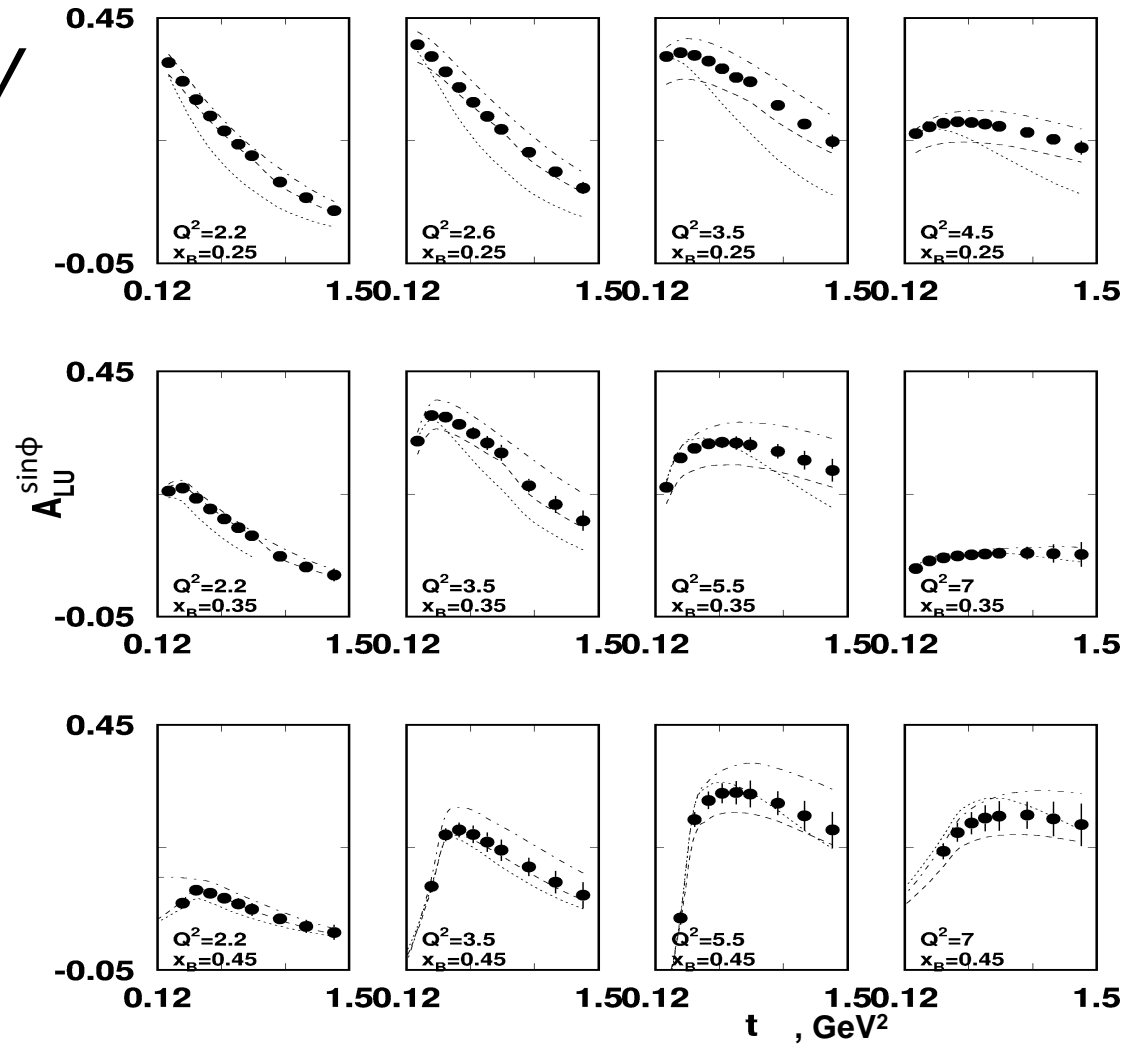 0.45
Q²=2.2 Q²=2.6 Q²=3.5 Q²=4.5
x_B=0.25 x_B=0.25 x_B=0.25 x_B=0.25
-0.05
0.12 1.50.12 1.50.12 1.50.12 1.5
0.45
A_LU^sinϕ
Q²=2.2 Q²=3.5 Q²=5.5 Q²=7
x_B=0.35 x_B=0.35 x_B=0.35 x_B=0.35
-0.05
0.12 1.50.12 1.50.12 1.50.12 1.5
0.45
Q²=2.2 Q²=3.5 Q²=5.5 Q²=7
x_B=0.45 x_B=0.45 x_B=0.45 x_B=0.45
-0.05
0.12 1.50.12 1.50.12 1.50.12 1.5
t , GeV²